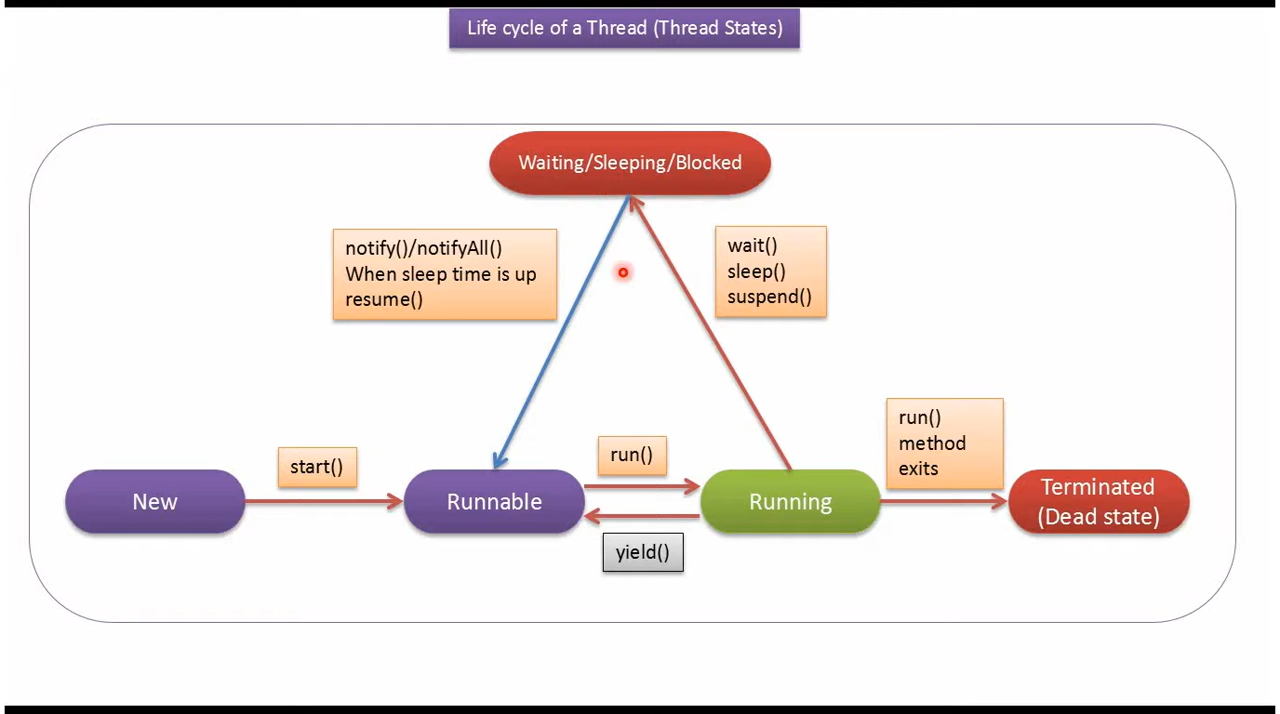 Life cycle of a Thread (Thread States)
Waiting/Sleeping/Blocked
notify()/notifyAll()
When sleep time is up
resume()
wait()
sleep()
suspend()
start()
run()
run()
method
exits
New
Runnable
Running
Terminated
(Dead state)
yield()